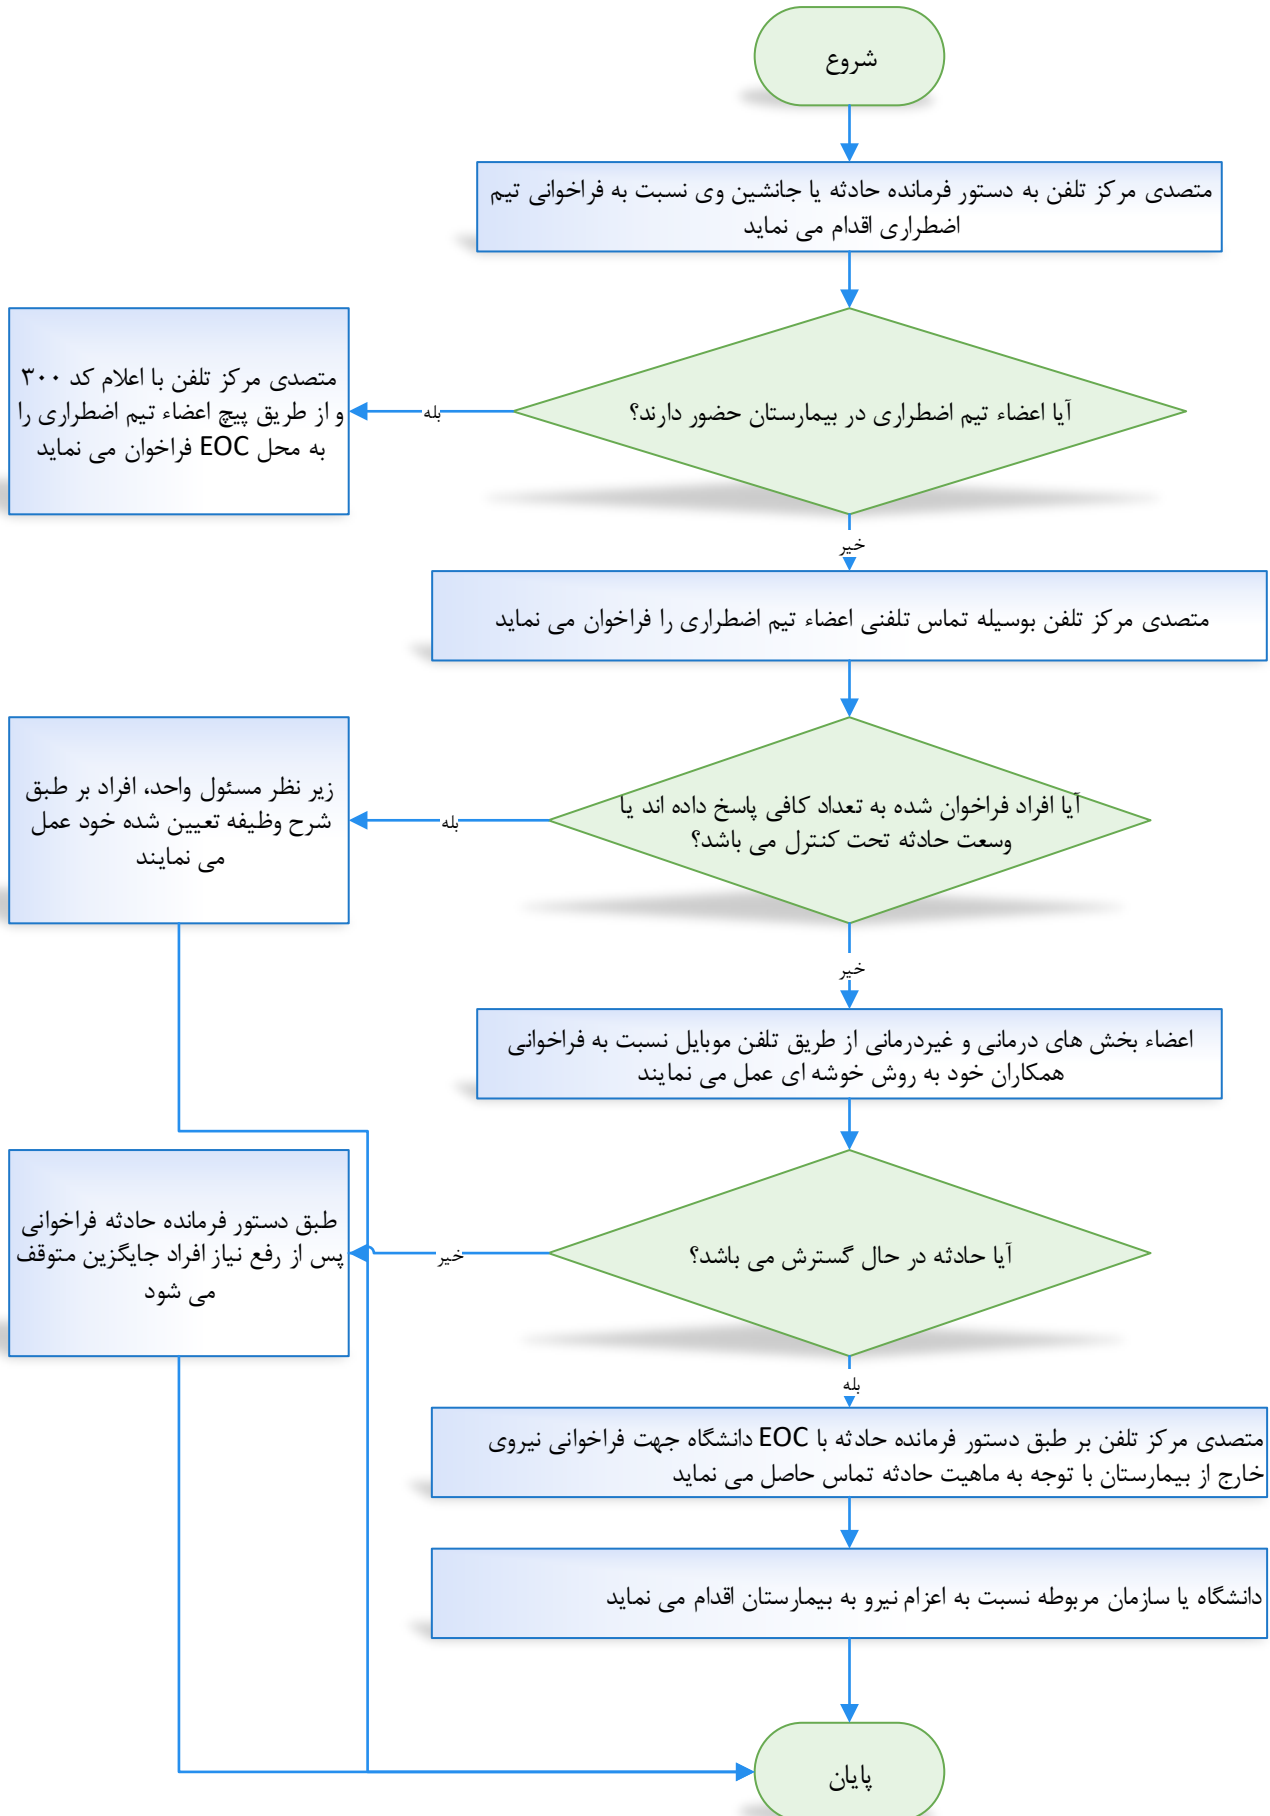 شروع
متصدی مرکز تلفن به دستور فرمانده حادثه یا جانشین وی نسبت به فراخوانی تیم
اضطراری اقدام می نماید
آیا اعضاء تیم اضطراری در بیمارستان حضور دارند؟
بله
متصدی مرکز تلفن با اعلام کد ۳۰۰
و از طریق پیچ اعضاء تیم اضطراری را
به محل EOC فراخوان می نماید
خیر
متصدی مرکز تلفن بوسیله تماس تلفنی اعضاء تیم اضطراری را فراخوان می نماید
آیا افراد فراخوان شده به تعداد کافی پاسخ داده اند یا
وسعت حادثه تحت کنترل می باشد؟
بله
زیر نظر مسئول واحد، افراد بر طبق
شرح وظیفه تعیین شده خود عمل
می نمایند
خیر
اعضاء بخش های درمانی و غیردرمانی از طریق تلفن موبایل نسبت به فراخوانی
همکاران خود به روش خوشه ای عمل می نمایند
آیا حادثه در حال گسترش می باشد؟
خیر
طبق دستور فرمانده حادثه فراخوانی
پس از رفع نیاز افراد جایگزین متوقف
می شود
بله
متصدی مرکز تلفن بر طبق دستور فرمانده حادثه با EOC دانشگاه جهت فراخوانی نیروی
خارج از بیمارستان با توجه به ماهیت حادثه تماس حاصل می نماید
دانشگاه یا سازمان مربوطه نسبت به اعزام نیرو به بیمارستان اقدام می نماید
پایان